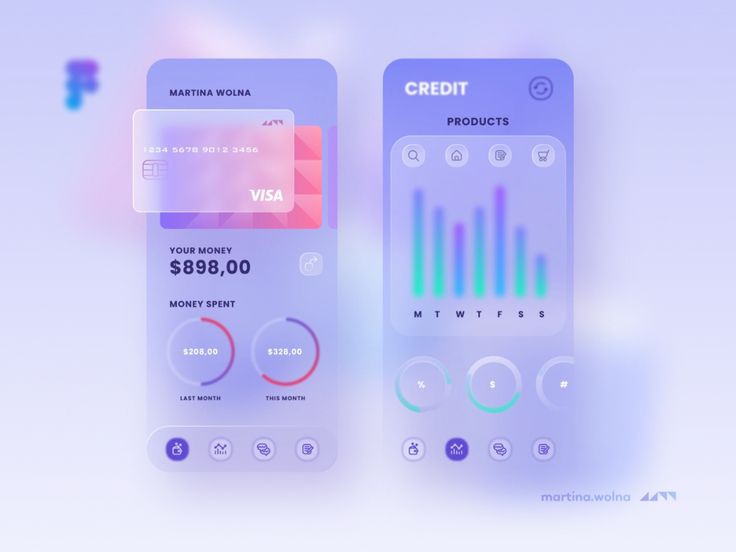 MARTINA WOLNA
1234 5678 9012 3456
VISA
YOUR MONEY
$898,00
MONEY SPENT
$208,00
$328,00
LAST MONTH
THIS MONTH
CREDIT
PRODUCTS
M T W T F S S
% $ #
martina.wolna